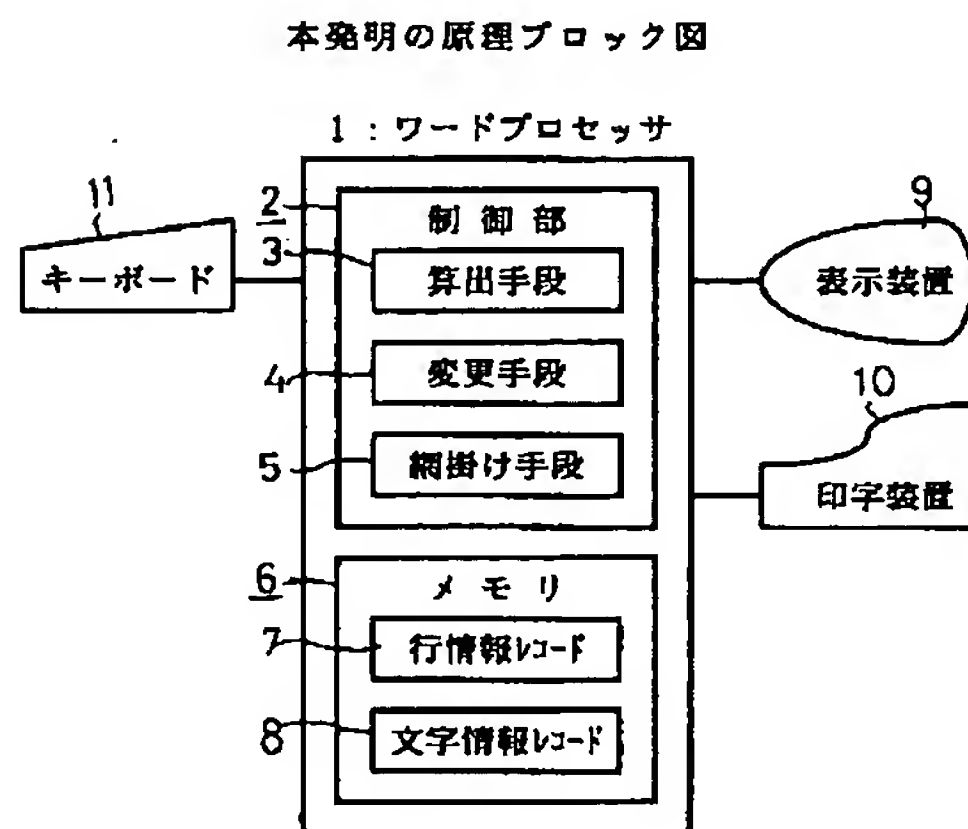 本発明の原理ブロック図
1:ワードプロセッサ
11
キーボード
2
制御部
3
算出手段
4
変更手段
5
網掛け手段
6
メモリ
7
行情報レコード
8
文字情報レコード
9
表示装置
10
印字装置